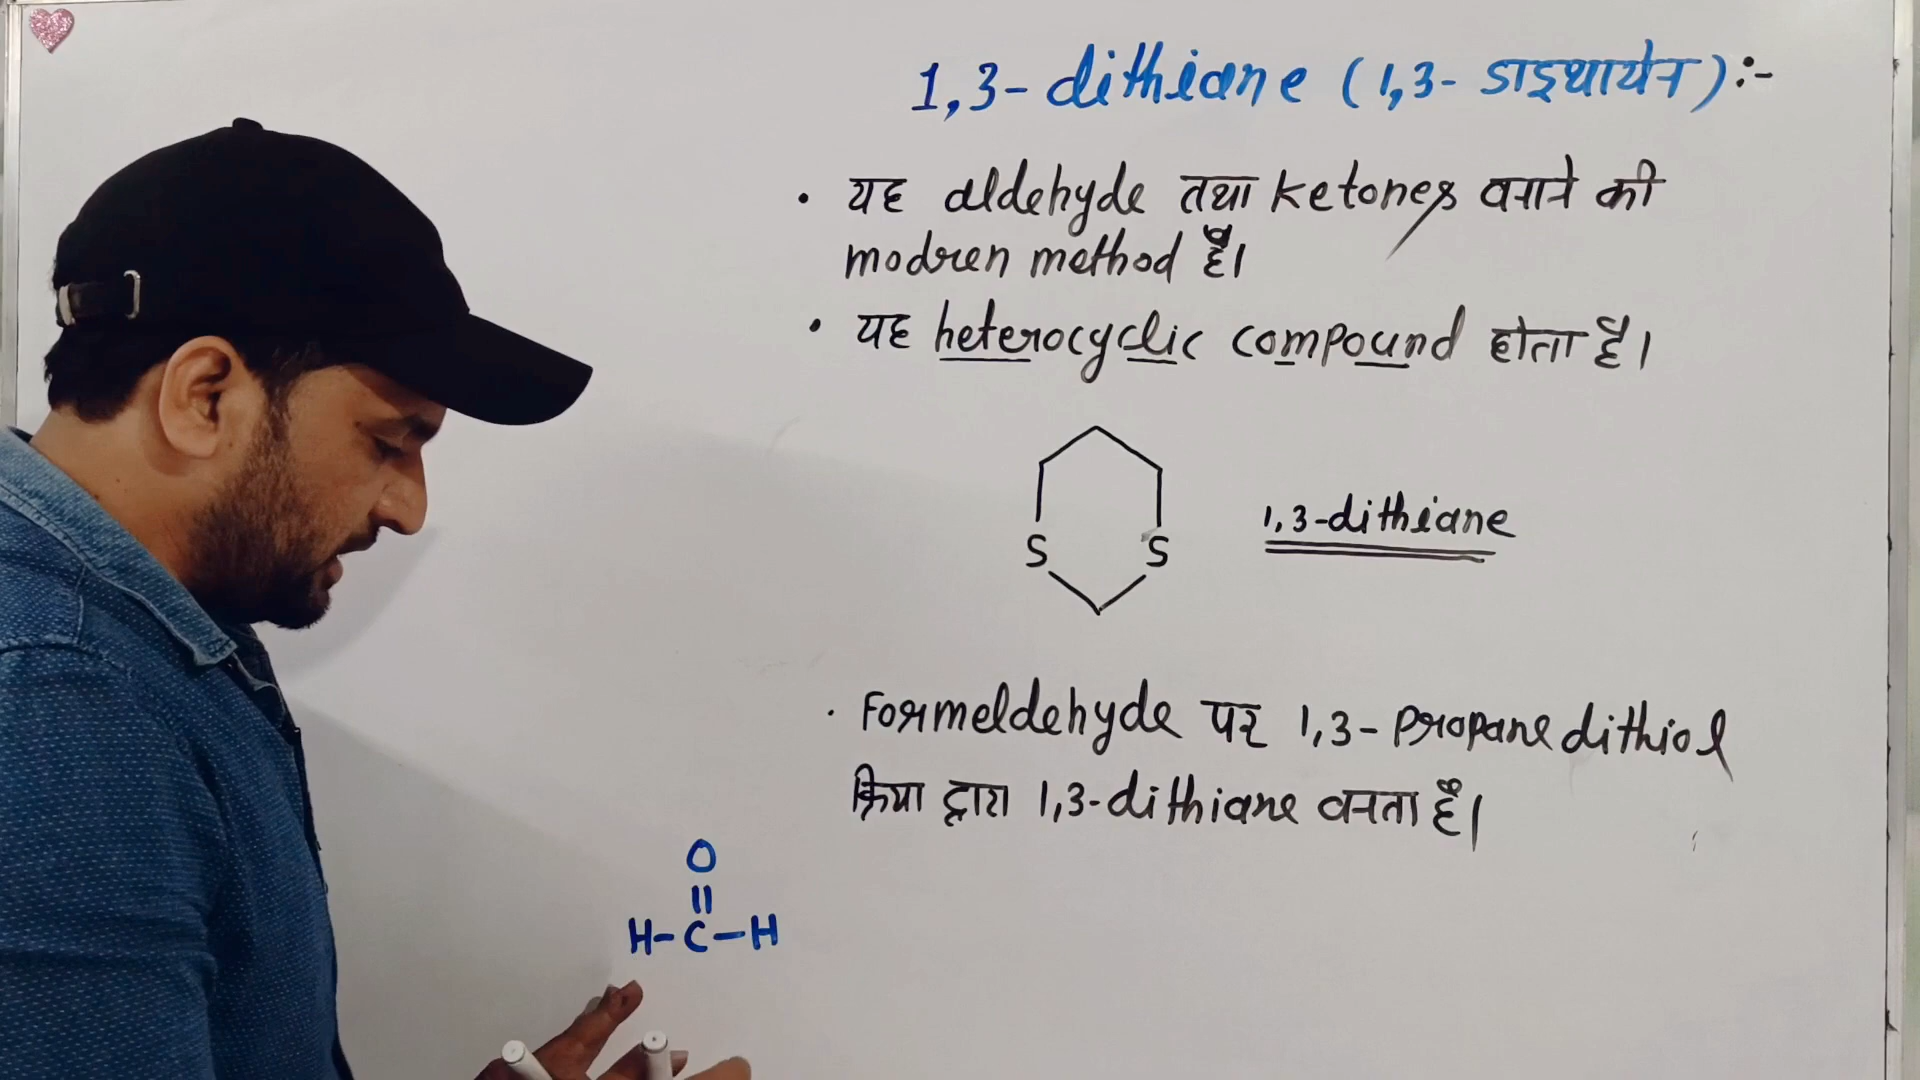 1,3- dithiane (1,3- डाइथायेन):-
• यह aldehyde तथा ketones बनाने की
modren method है।
• यह heterocyclic compound होता है।
S S
1,3-dithiane
• Formeldehyde पर 1,3- Propane dithiol
क्रिया द्वारा 1,3-dithiane बनता है।
O
||
H-C-H